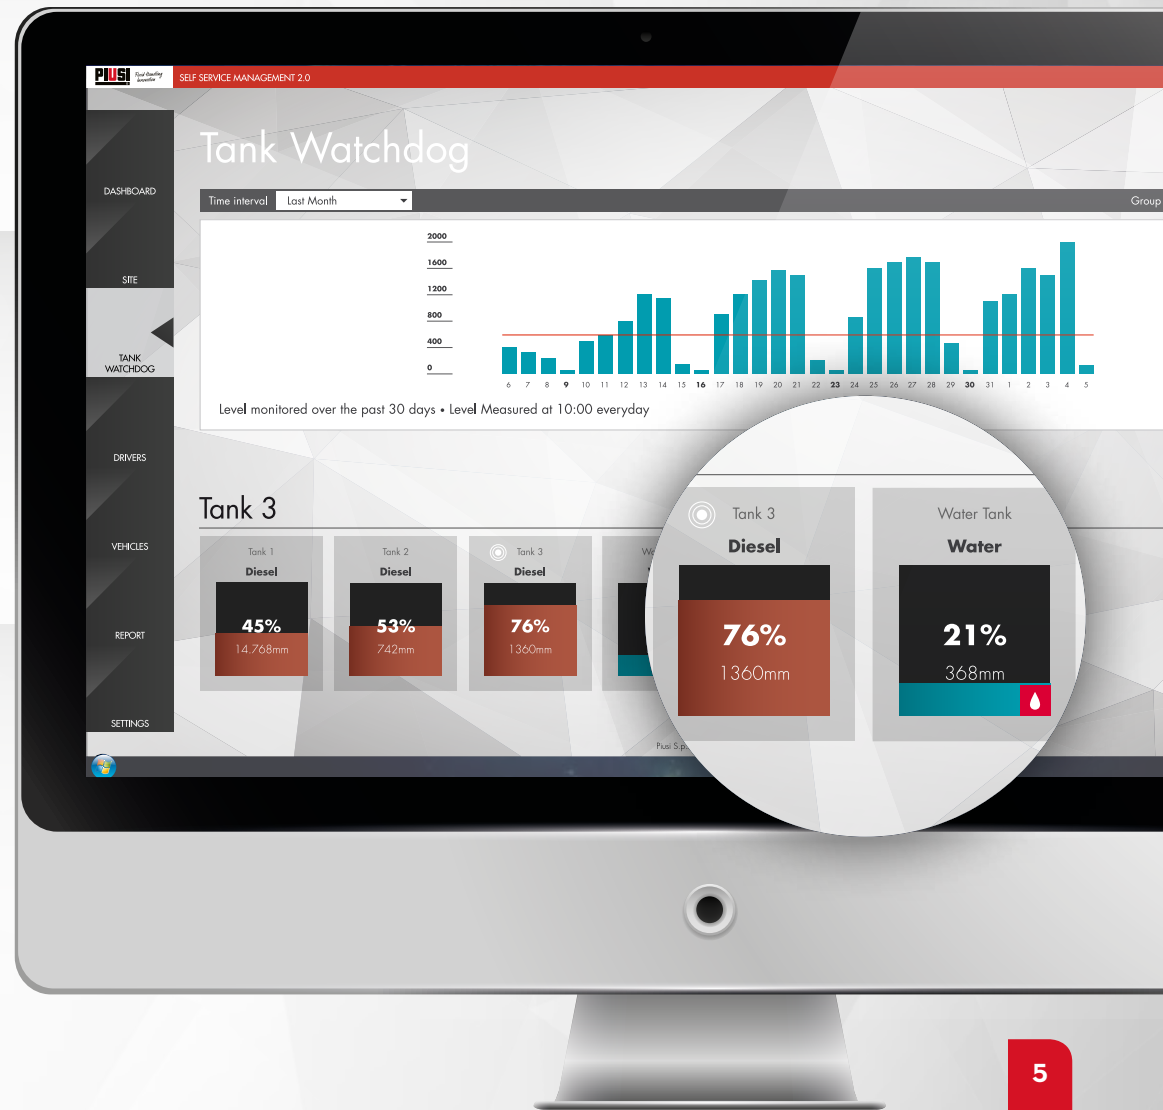 PIUSI Fluid Handling Innovation SELF SERVICE MANAGEMENT 2.0
Tank Watchdog
DASHBOARD
Time interval Last Month Group
SITE
TANK
WATCHDOG
DRIVERS
VEHICLES
REPORT
SETTINGS
2000
1600
1200
800
400
0
6 7 8 9 10 11 12 13 14 15 16 17 18 19 20 21 22 23 24 25 26 27 28 29 30 31 1 2 3 4 5
Level monitored over the past 30 days • Level Measured at 10:00 everyday
Tank 3
Tank 1
Diesel
45%
14.768mm
Tank 2
Diesel
53%
742mm
Tank 3
Diesel
76%
1360mm
Tank 3
Diesel
76%
1360mm
Water Tank
Water
21%
368mm
Piusi S.p.
5